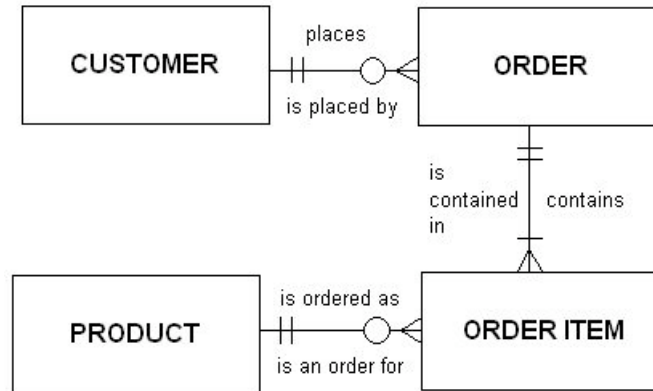 places
CUSTOMER
ORDER
is placed by
is
contained
in
contains
is ordered as
PRODUCT
ORDER ITEM
is an order for